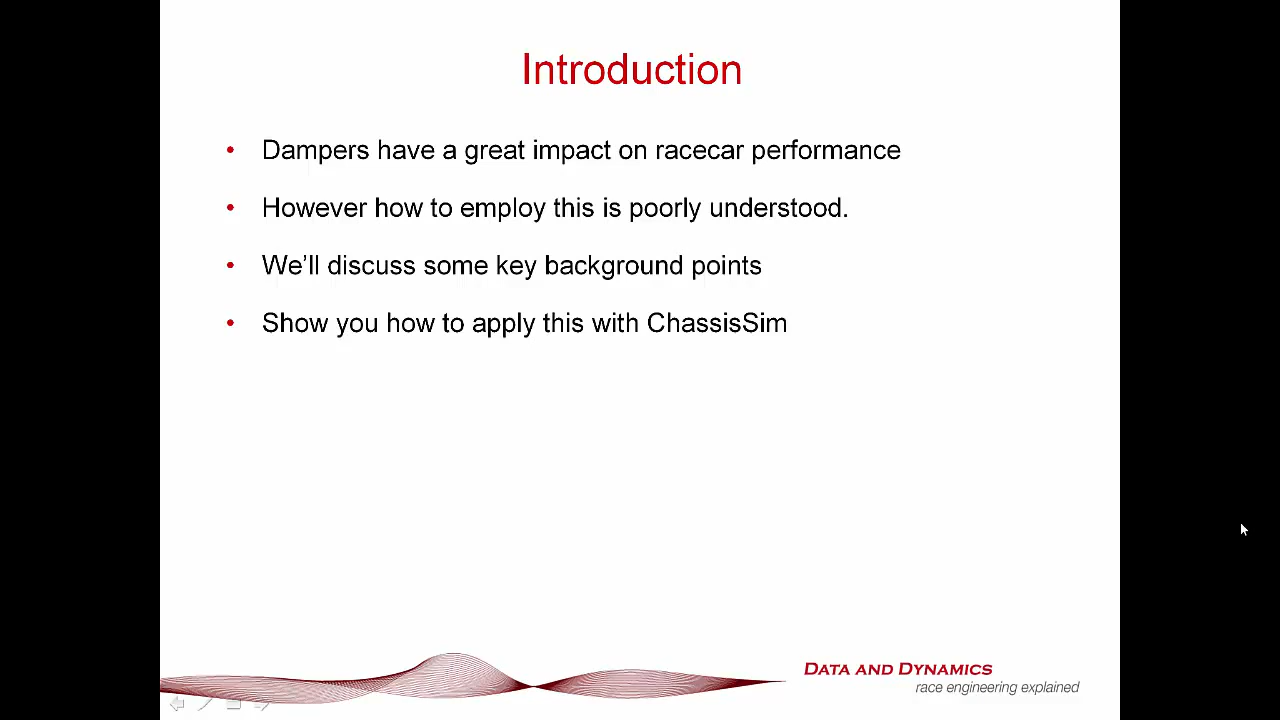 Introduction
• Dampers have a great impact on racecar performance
• However how to employ this is poorly understood.
• We’ll discuss some key background points
• Show you how to apply this with ChassisSim
DATA AND DYNAMICS
race engineering explained